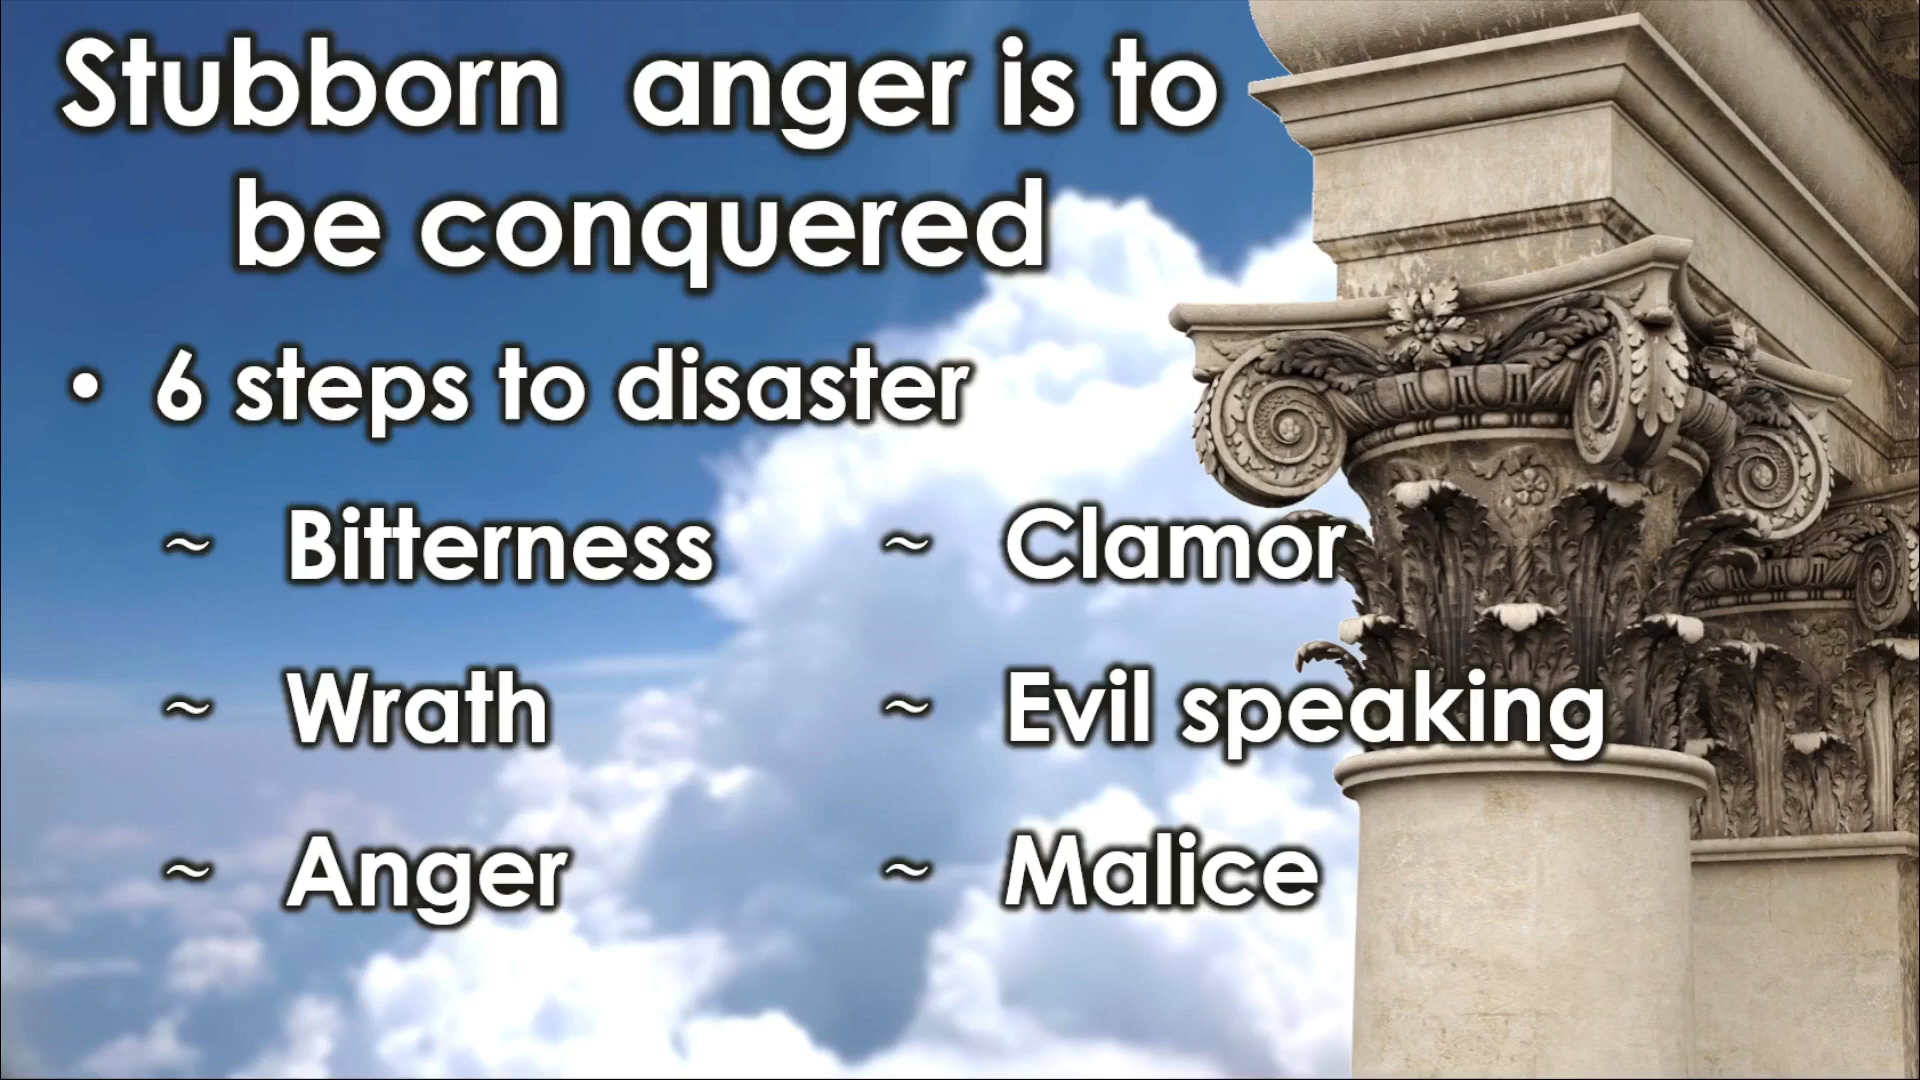 Stubborn  anger is to
be conquered
• 6 steps to disaster
~ Bitterness
~ Wrath
~ Anger
~ Clamor
~ Evil speaking
~ Malice